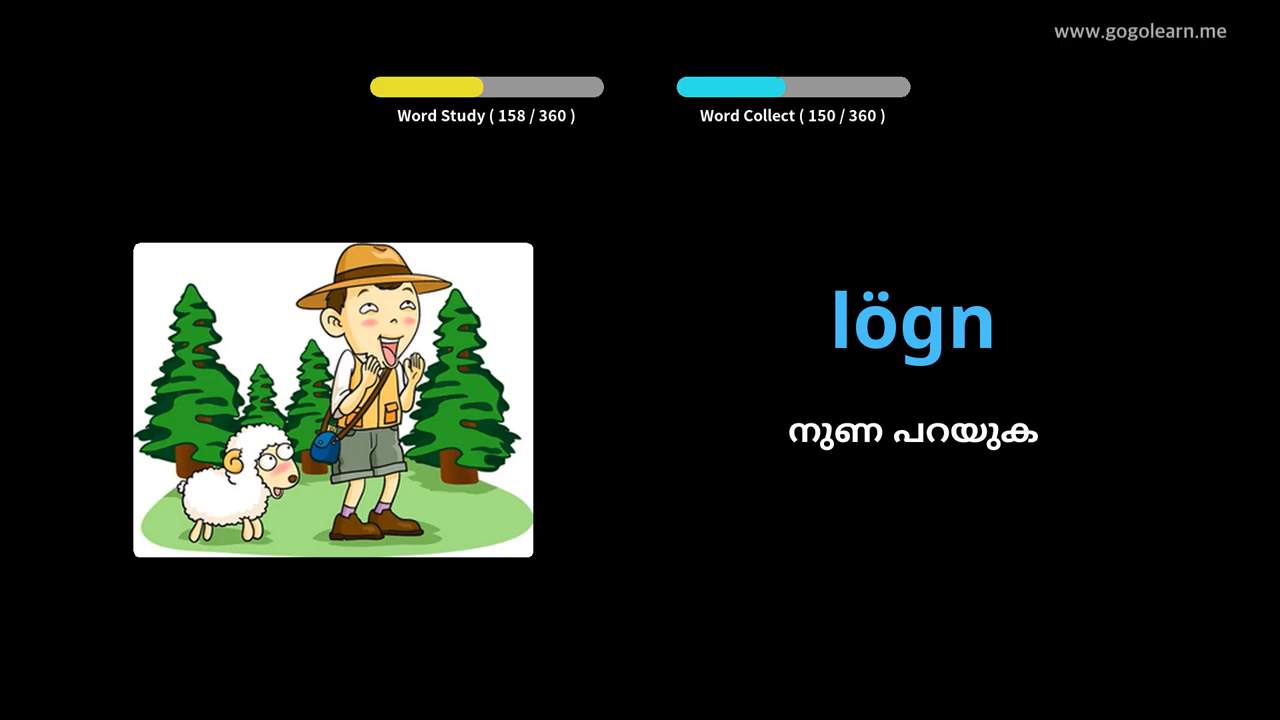 www.gogolearn.me
Word Study ( 158 / 360 )
Word Collect ( 150 / 360 )
lögn
നുണ പറയുക